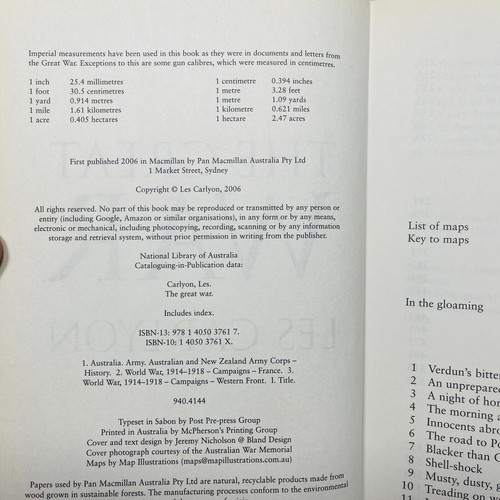 Imperial measurements have been used in this book as they were in documents and letters from
the Great War. Exceptions to this are some gun calibres, which were measured in centimetres.
1 inch 25.4 millimetres 1 centimetre 0.394 inches
1 foot 30.5 centimetres 1 metre 3.28 feet
1 yard 0.914 metres 1 metre 1.09 yards
1 mile 1.61 kilometres 1 kilometre 0.621 miles
1 acre 0.405 hectares 1 hectare 2.47 acres
First published 2006 in Macmillan by Pan Macmillan Australia Pty Ltd
1 Market Street, Sydney
Copyright © Les Carlyon, 2006
All rights reserved. No part of this book may be reproduced or transmitted by any person or
entity (including Google, Amazon or similar organisations), in any form or by any means,
electronic or mechanical, including photocopying, recording, scanning or by any information
storage and retrieval system, without prior permission in writing from the publisher.
National Library of Australia
Cataloguing-in-Publication data:
Carlyon, Les.
The great war.
Includes index.
ISBN-13: 978 1 4050 3761 7.
ISBN-10: 1 4050 3761 X.
1. Australia. Army. Australian and New Zealand Army Corps –
History. 2. World War, 1914–1918 – Campaigns – France. 3.
World War, 1914–1918 – Campaigns – Western Front. I. Title.
940.4144
Typeset in Sabon by Post Pre-press Group
Printed in Australia by McPherson's Printing Group
Cover and text design by Jeremy Nicholson @ Bland Design
Cover photograph courtesy of the Australian War Memorial
Maps by Map Illustrations (maps@mapillustrations.com.au)
Papers used by Pan Macmillan Australia Pty Ltd are natural, recyclable products made from
wood grown in sustainable forests. The manufacturing processes conform to the environmental
List of maps
Key to maps
In the gloaming
1 Verdun's bitter
2 An unprepare
3 A night of hor
4 The morning a
5 Innocents abro
6 The road to Po
7 Blacker than
8 Shell-shock
9 Musty, dusty,
10 Treading on